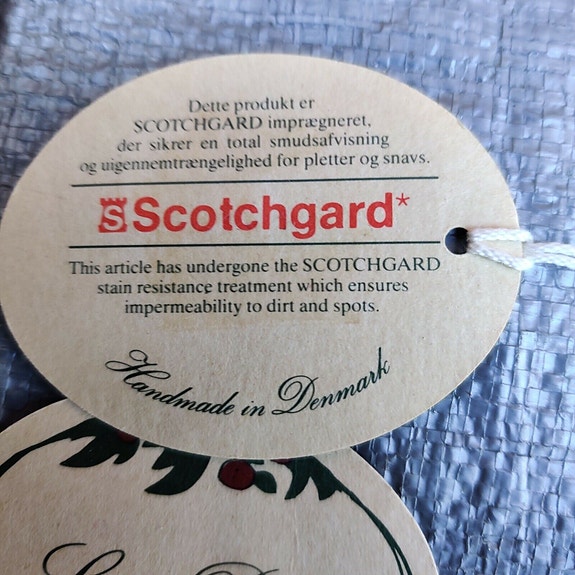 Dette produkt er
SCOTCHGARD imprægneret,
der sikrer en total smudsafvisning
og uigennemtrængelighed for pletter og snavs.
Scotchgard*
This article has undergone the SCOTCHGARD
stain resistance treatment which ensures
impermeability to dirt and spots.
Handmade in Denmark